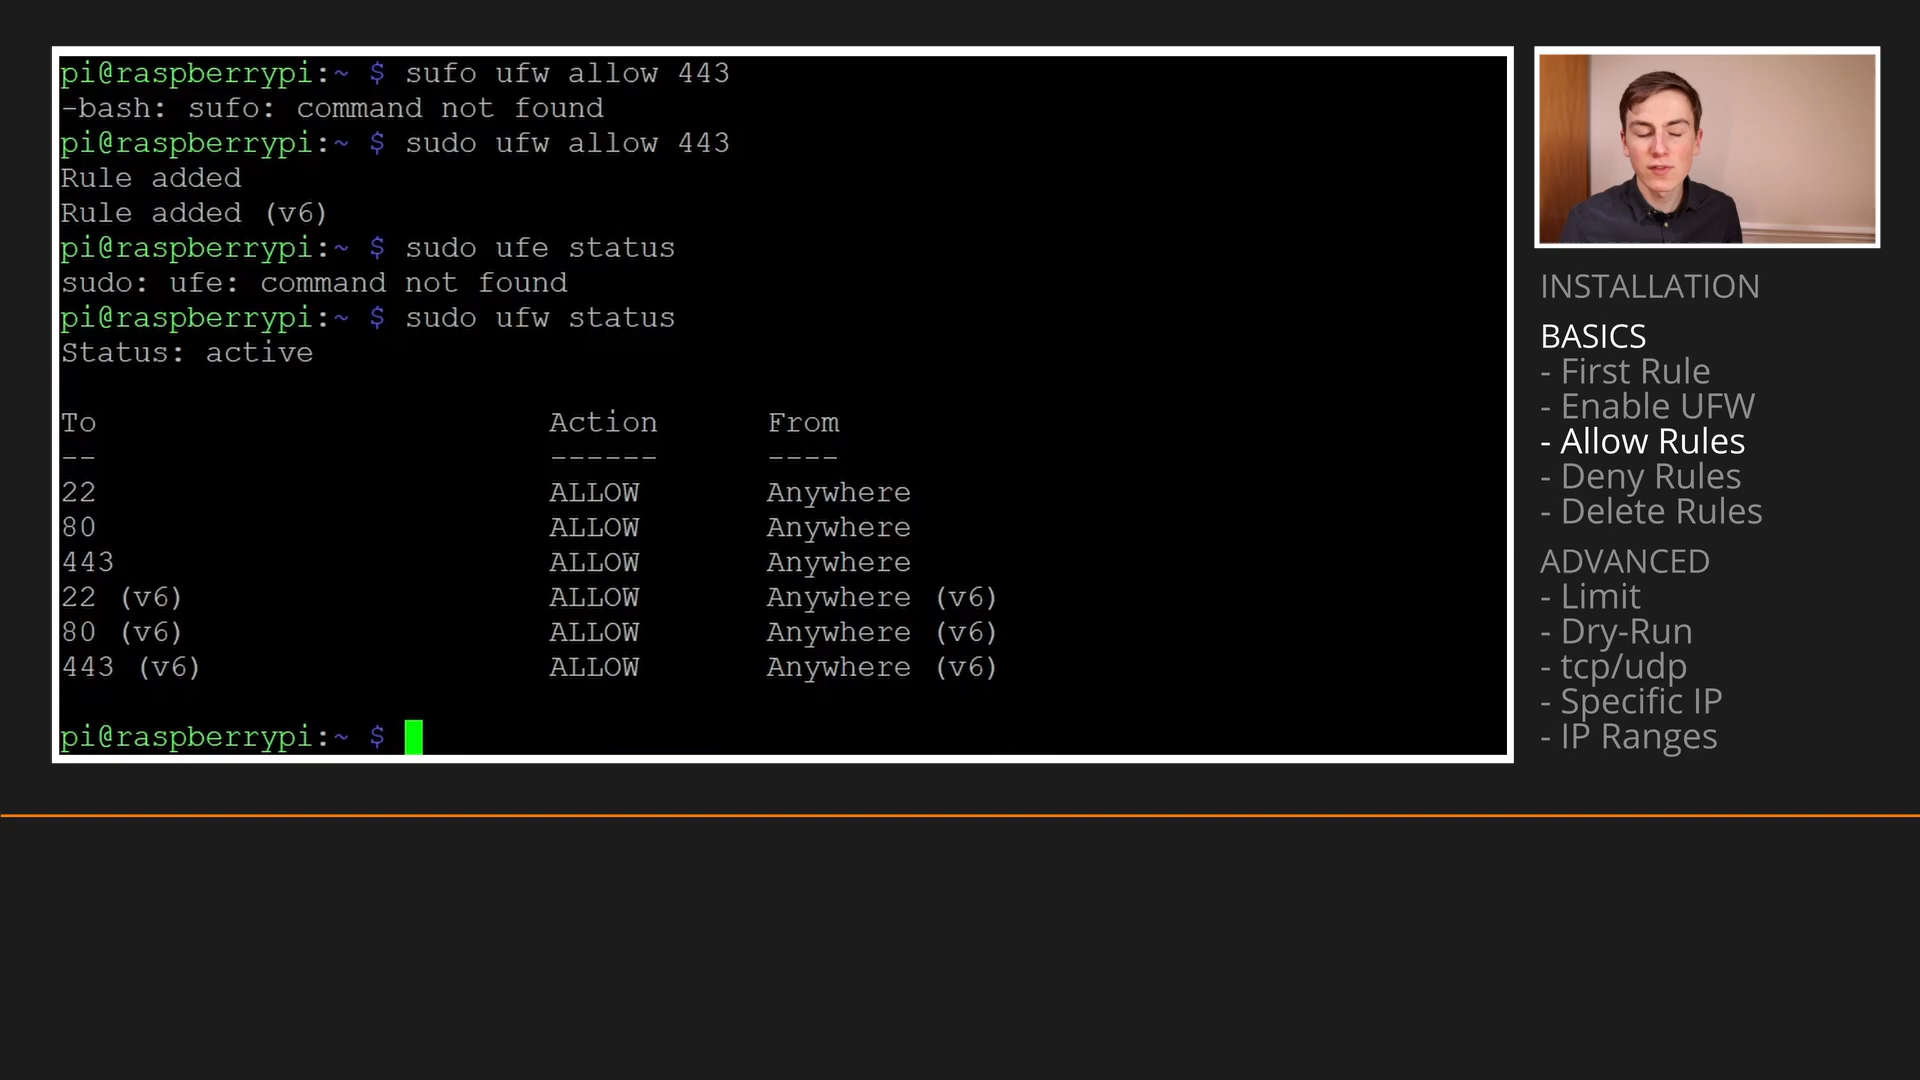 pi@raspberrypi:~ $ sufo ufw allow 443
-bash: sufo: command not found
pi@raspberrypi:~ $ sudo ufw allow 443
Rule added
Rule added (v6)
pi@raspberrypi:~ $ sudo ufe status
sudo: ufe: command not found
pi@raspberrypi:~ $ sudo ufw status
Status: active
To Action From
-- ------ ----
22 ALLOW Anywhere
80 ALLOW Anywhere
443 ALLOW Anywhere
22 (v6) ALLOW Anywhere (v6)
80 (v6) ALLOW Anywhere (v6)
443 (v6) ALLOW Anywhere (v6)
pi@raspberrypi:~ $
INSTALLATION
BASICS
- First Rule
- Enable UFW
- Allow Rules
- Deny Rules
- Delete Rules
ADVANCED
- Limit
- Dry-Run
- tcp/udp
- Specific IP
- IP Ranges